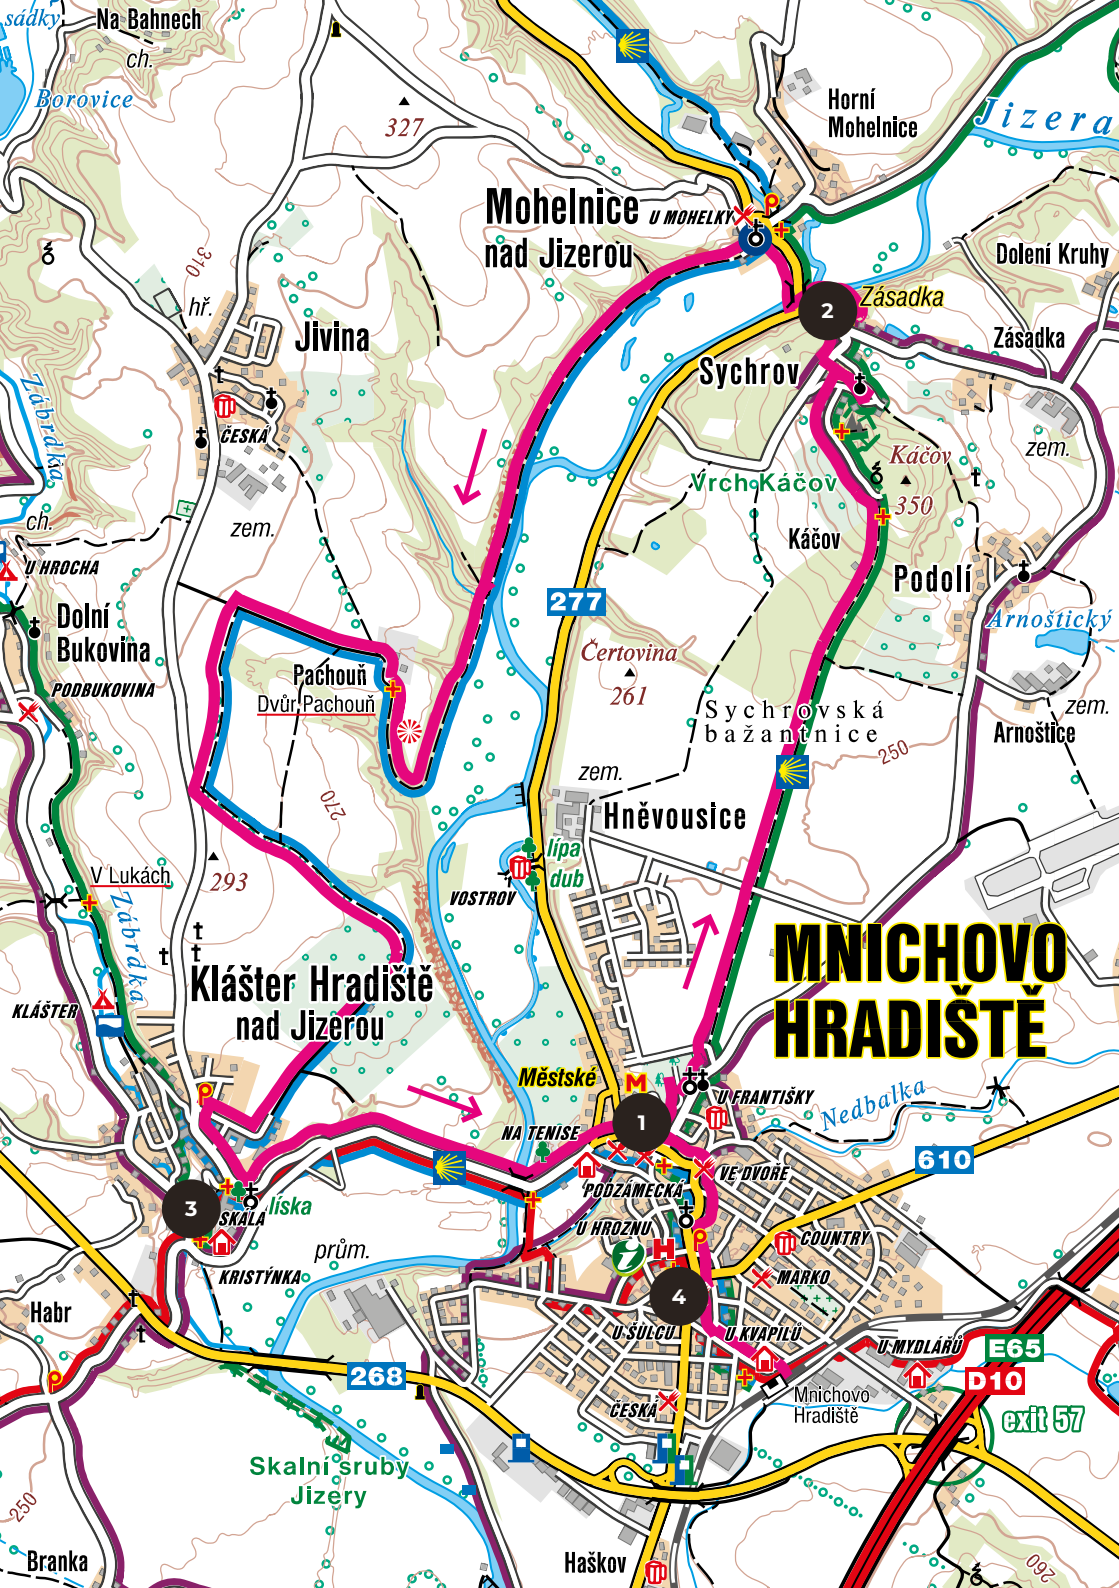 sádky
Na Bahnech
ch.
Borovice
327
Horní
Mohelnice
Jizera
Mohelnice
nad Jizerou
U MOHELKY
Dolení Kruhy
310
hř.
Jivina
2
Zásadka
Zásadka
Sychrov
Zábrdka
ČESKÁ
Káčov
350
zem.
Vrch Káčov
ch.
zem.
Káčov
U HROCHA
Podolí
277
Dolní
Bukovina
Arnoštický
Čertovina
261
Pachouň
Dvůr Pachouň
PODBUKOVINA
Sychrovská
bažantnice
zem.
Arnoštice
250
zem.
270
Hněvousice
lípa
dub
V Lukách
293
VOSTROV
Zábrdka
MNICHOVO
HRADIŠTĚ
Klášter Hradiště
nad Jizerou
KLÁŠTER
Městské
M
U FRANTIŠKY
Nedbalka
1
NA TENISE
610
PODZÁMECKÁ
VE DVOŘE
3
SKÁLA
líska
U HROZNU
COUNTRY
prům.
H
KRISTÝNKA
MARKO
4
Habr
U ŠULCU
U KVAPILŮ
U MYDLÁŘŮ
E65
268
D10
Mnichovo
Hradiště
ČESKÁ
exit 57
Skalní sruby
Jizery
250
Branka
Haškov
260